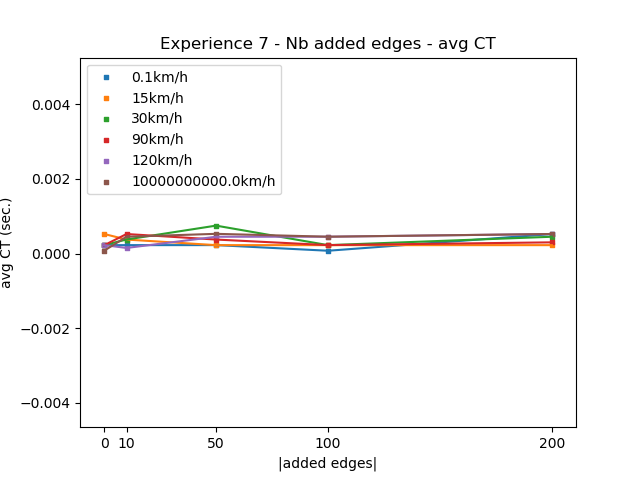 Experience 7 - Nb added edges - avg CT
0.1km/h
15km/h
30km/h
90km/h
120km/h
10000000000.0km/h
avg CT (sec.)
0.004
0.002
0.000
−0.002
−0.004
0 10 50 100 200
|added edges|